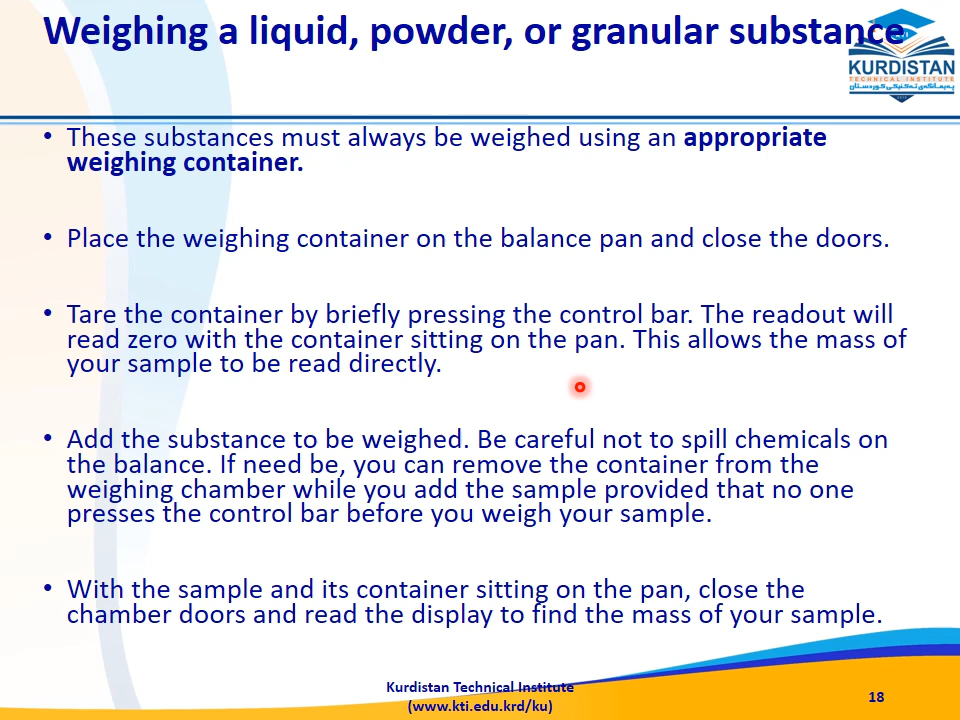 Weighing a liquid, powder, or granular substance
KURDISTAN
TECHNICAL INSTITUTE
پەیمانگەی تەکنیکی کوردستان
• These substances must always be weighed using an appropriate
weighing container.
• Place the weighing container on the balance pan and close the doors.
• Tare the container by briefly pressing the control bar. The readout will
read zero with the container sitting on the pan. This allows the mass of
your sample to be read directly.
• Add the substance to be weighed. Be careful not to spill chemicals on
the balance. If need be, you can remove the container from the
weighing chamber while you add the sample provided that no one
presses the control bar before you weigh your sample.
• With the sample and its container sitting on the pan, close the
chamber doors and read the display to find the mass of your sample.
Kurdistan Technical Institute
(www.kti.edu.krd/ku)
18